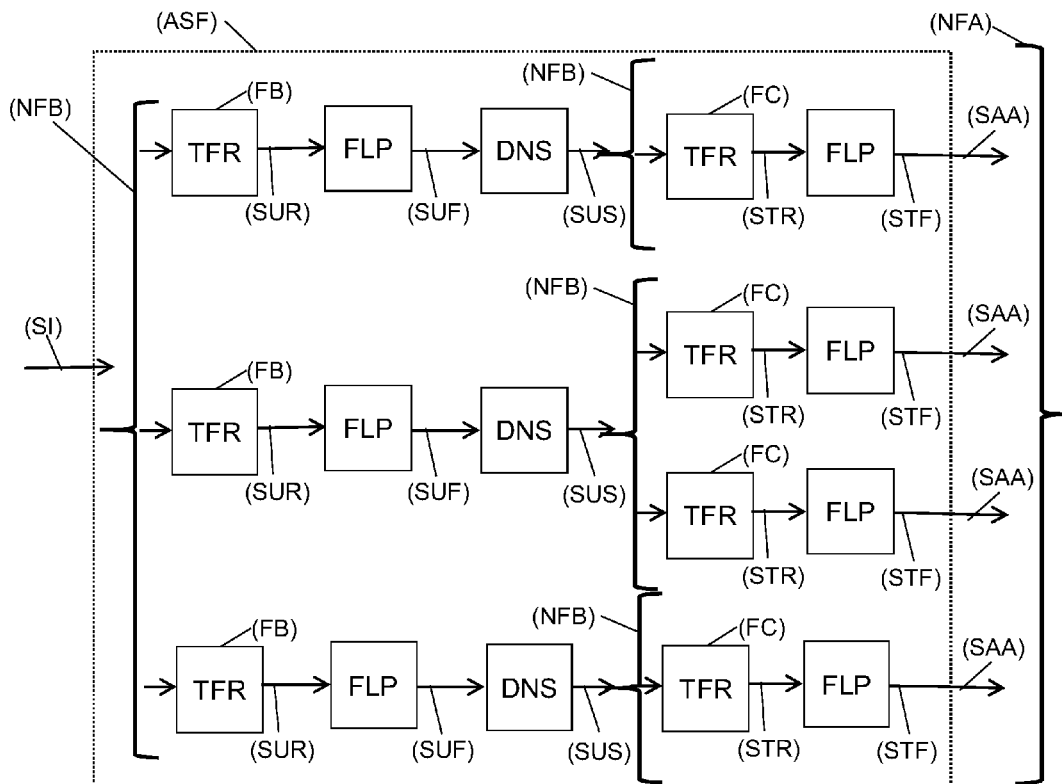 (ASF) (NFA)
(NFB) (FB) (NFB) (FC) (SAA)
TFR FLP DNS TFR FLP
(SUR) (SUF) (SUS) (STR) (STF)
(NFB) (FC) (SAA)
(SI) TFR FLP
(FB) (STR) (STF)
TFR FLP DNS
(SUR) (SUF) (SUS) (FC) (SAA)
TFR FLP
(STR) (STF)
(FB) (NFB) (FC) (SAA)
TFR FLP DNS TFR FLP
(SUR) (SUF) (SUS) (STR) (STF)